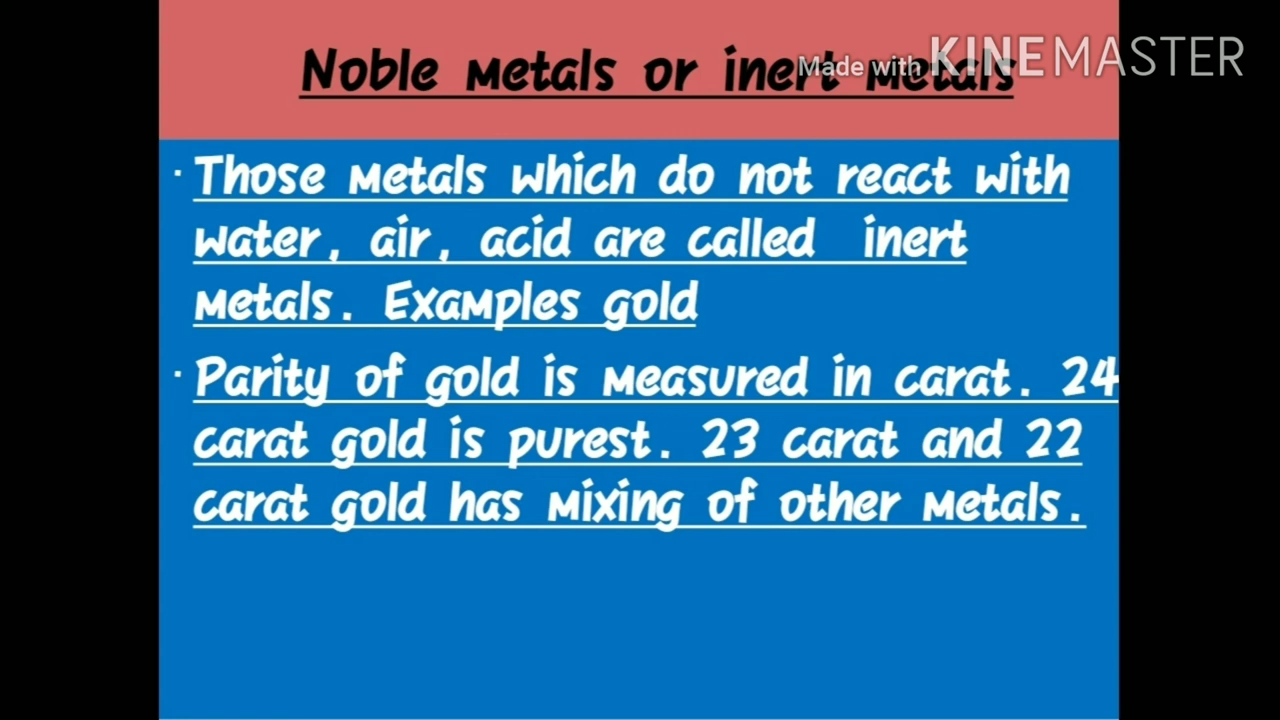 Noble Metals or inert Metals
Made with KINEMASTER
· Those Metals which do not react with
water, air, acid are called inert
Metals. Examples gold
· Parity of gold is Measured in carat. 24
carat gold is purest. 23 carat and 22
carat gold has Mixing of other Metals.